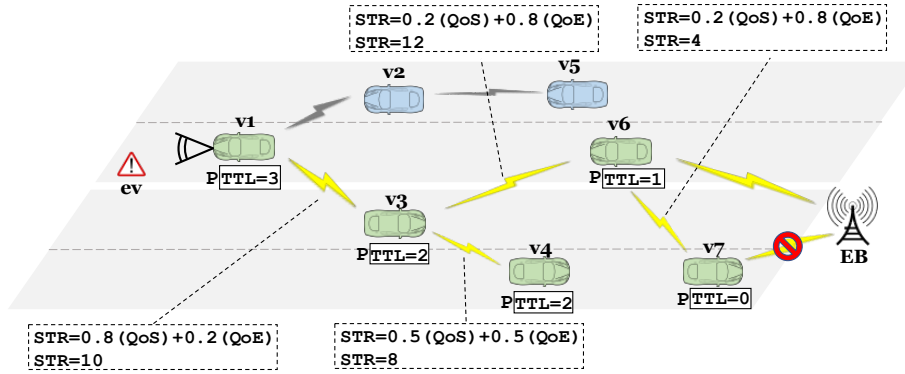 STR=0.2(QoS)+0.8(QoE)
STR=12
STR=0.2(QoS)+0.8(QoE)
STR=4
v2
v5
v1
v6
ev
PTTL=3
PTTL=1
v3
PTTL=2
v4
v7
EB
PTTL=2
PTTL=0
STR=0.8(QoS)+0.2(QoE)
STR=10
STR=0.5(QoS)+0.5(QoE)
STR=8